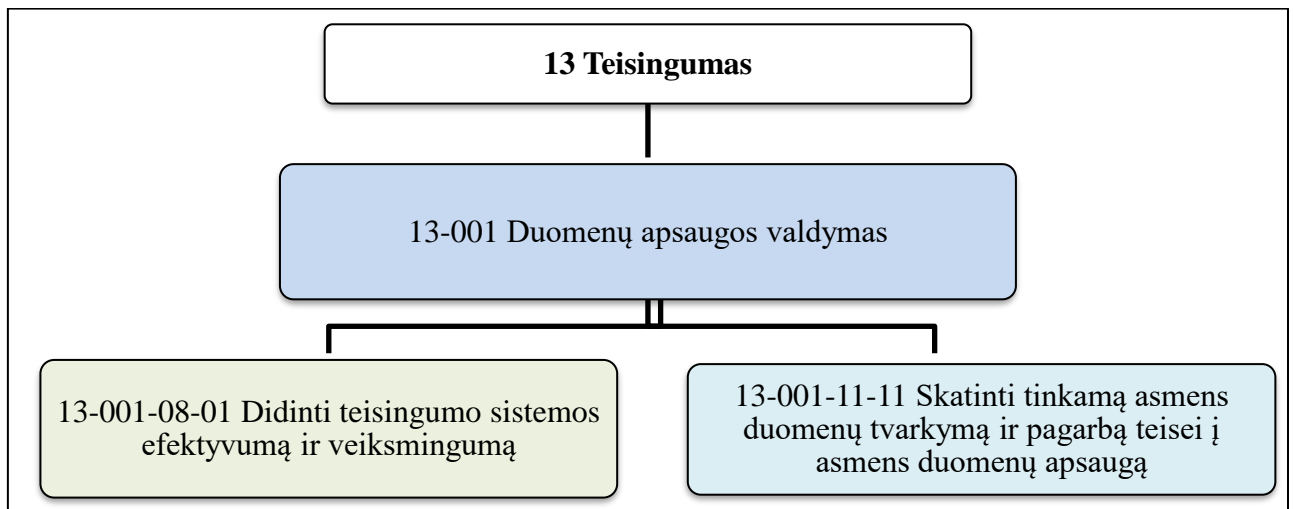 13 Teisingumas
13-001 Duomenų apsaugos valdymas
13-001-08-01 Didinti teisingumo sistemos
efektyvumą ir veiksmingumą
13-001-11-11 Skatinti tinkamą asmens
duomenų tvarkymą ir pagarbą teisei į
asmens duomenų apsaugą